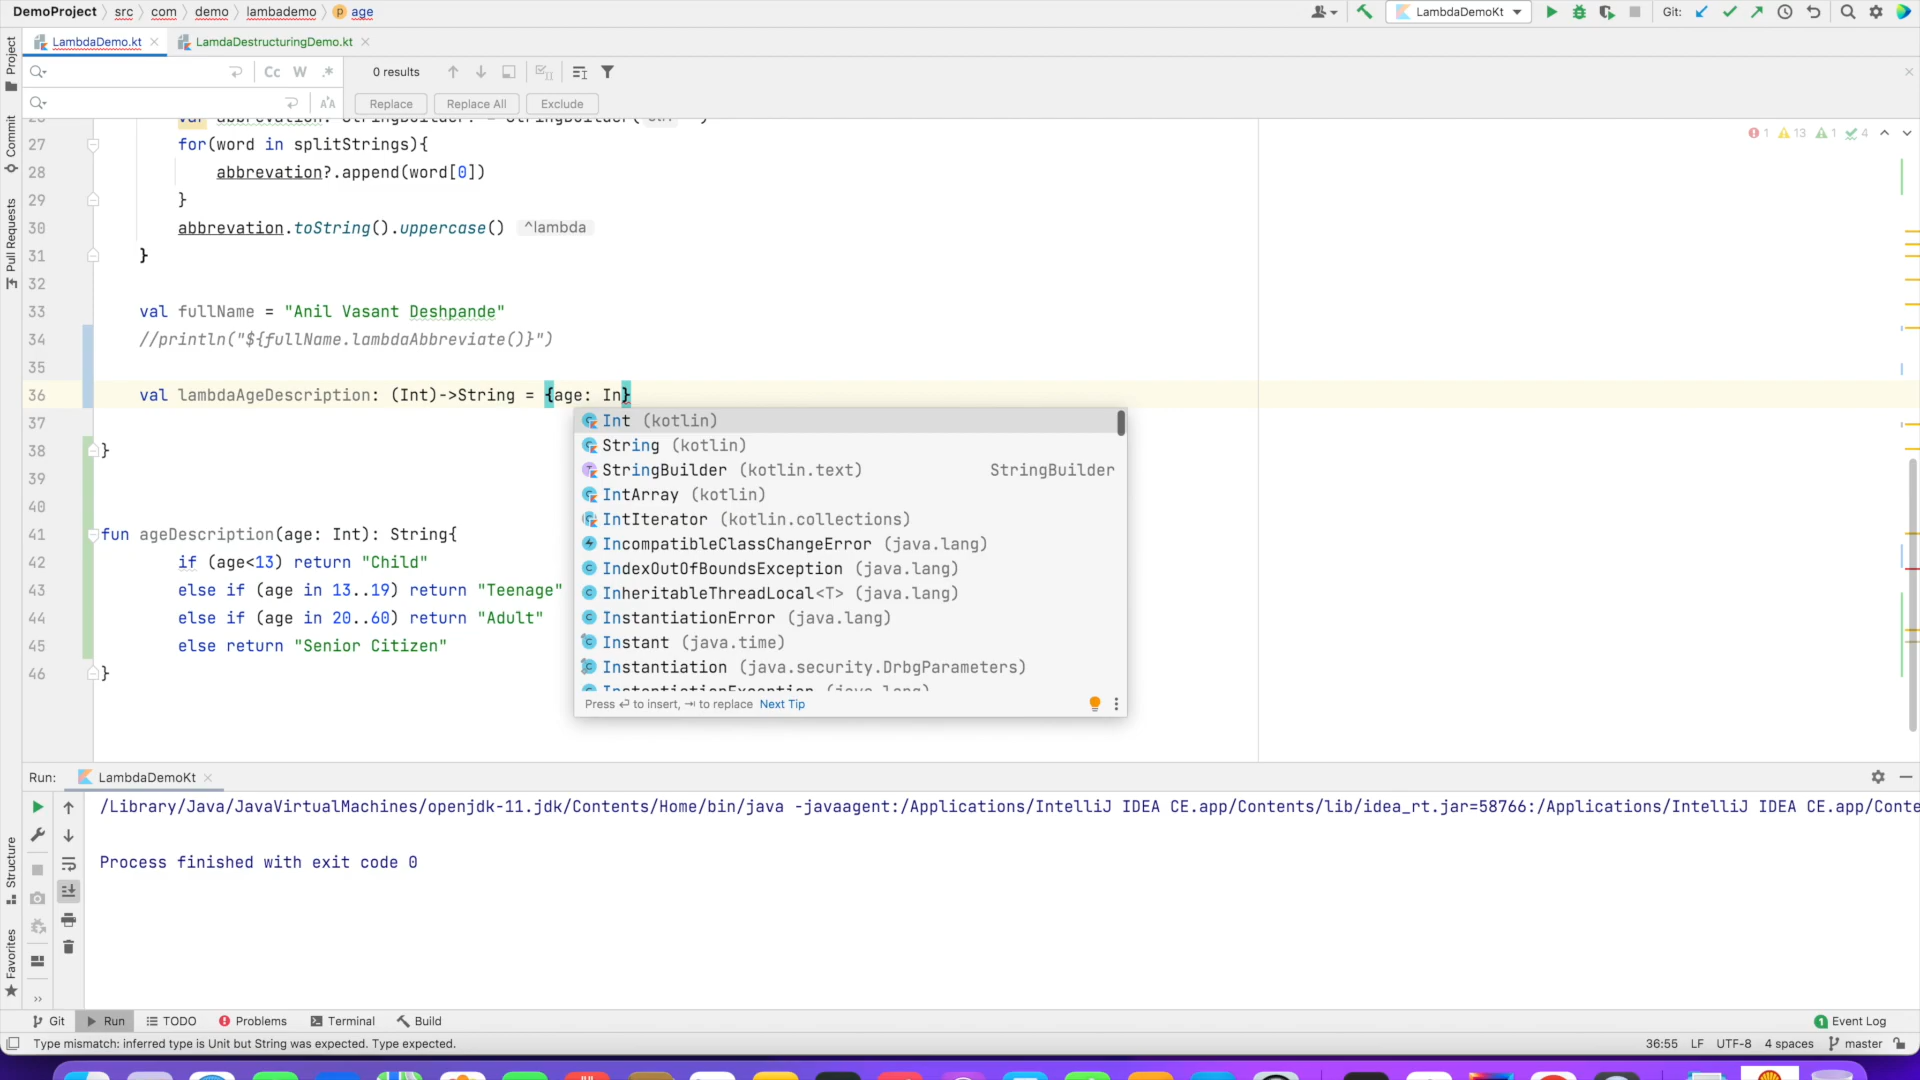 DemoProject src com demo lambademo age
LambdaDemoKt
Git:
LambdaDemo.kt LamdaDestructuringDemo.kt
Cc W .* 0 results
Replace Replace All Exclude
27 for(word in splitStrings){
28 abbrevation?.append(word[0])
29 }
30 abbrevation.toString().uppercase() ^lambda
31 }
32
33 val fullName = "Anil Vasant Deshpande"
34 //println("${fullName.lambdaAbbreviate()}")
35
36 val lambdaAgeDescription: (Int)->String = {age: In}
37
38 }
39
40
41 fun ageDescription(age: Int): String{
42 if (age<13) return "Child"
43 else if (age in 13..19) return "Teenage"
44 else if (age in 20..60) return "Adult"
45 else return "Senior Citizen"
46 }
1 13 1 4
Int (kotlin)
String (kotlin)
StringBuilder (kotlin.text) StringBuilder
IntArray (kotlin)
IntIterator (kotlin.collections)
IncompatibleClassChangeError (java.lang)
IndexOutOfBoundsException (java.lang)
InheritableThreadLocal<T> (java.lang)
InstantiationError (java.lang)
Instant (java.time)
Instantiation (java.security.DrbgParameters)
InstantiationException (java.lang)
Press ⏎ to insert, ⇥ to replace Next Tip
Project
Commit
Pull Requests
Structure
Favorites
Run: LambdaDemoKt
/Library/Java/JavaVirtualMachines/openjdk-11.jdk/Contents/Home/bin/java -javaagent:/Applications/IntelliJ IDEA CE.app/Contents/lib/idea_rt.jar=58766:/Applications/IntelliJ IDEA CE.app/Conte
Process finished with exit code 0
Git Run TODO Problems Terminal Build
1 Event Log
Type mismatch: inferred type is Unit but String was expected. Type expected.
36:55 LF UTF-8 4 spaces master